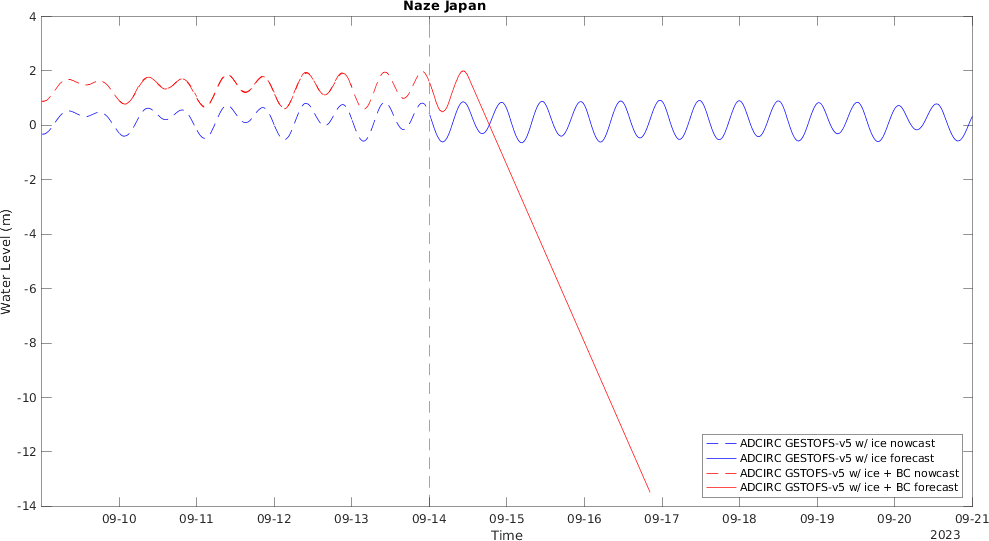 Naze Japan
4
2
0
-2
-4
-6
-8
-10
-12
-14
Water Level (m)
09-10 09-11 09-12 09-13 09-14 09-15 09-16 09-17 09-18 09-19 09-20 09-21
Time
2023
ADCIRC GESTOFS-v5 w/ ice nowcast
ADCIRC GESTOFS-v5 w/ ice forecast
ADCIRC GSTOFS-v5 w/ ice + BC nowcast
ADCIRC GSTOFS-v5 w/ ice + BC forecast